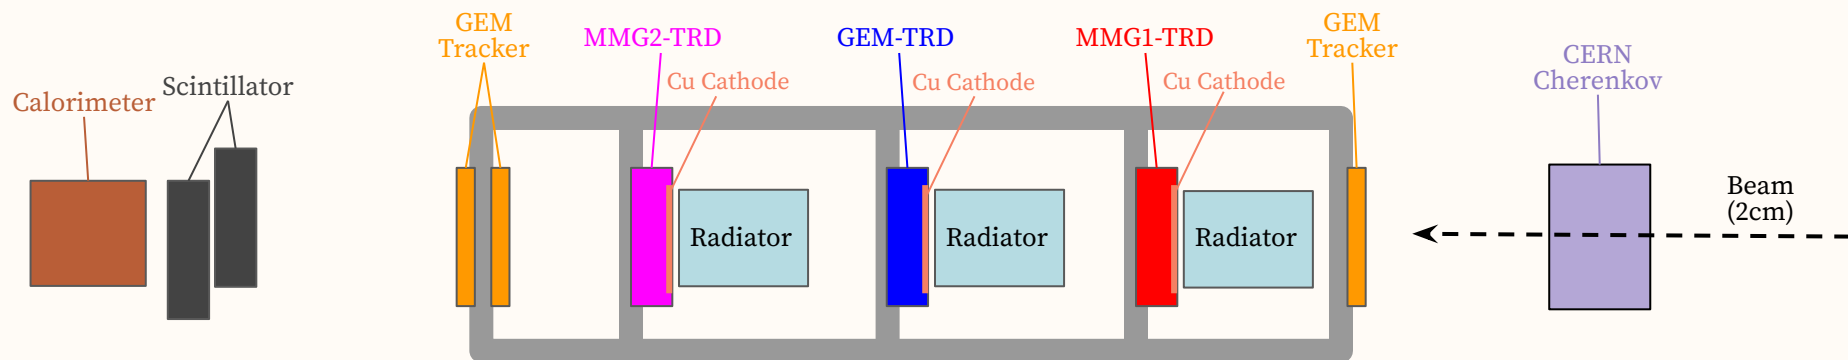 GEM
Tracker
MMG2-TRD
GEM-TRD
MMG1-TRD
GEM
Tracker
CERN
Cherenkov
Calorimeter
Scintillator
Cu Cathode
Cu Cathode
Cu Cathode
Radiator
Radiator
Radiator
Beam
(2cm)